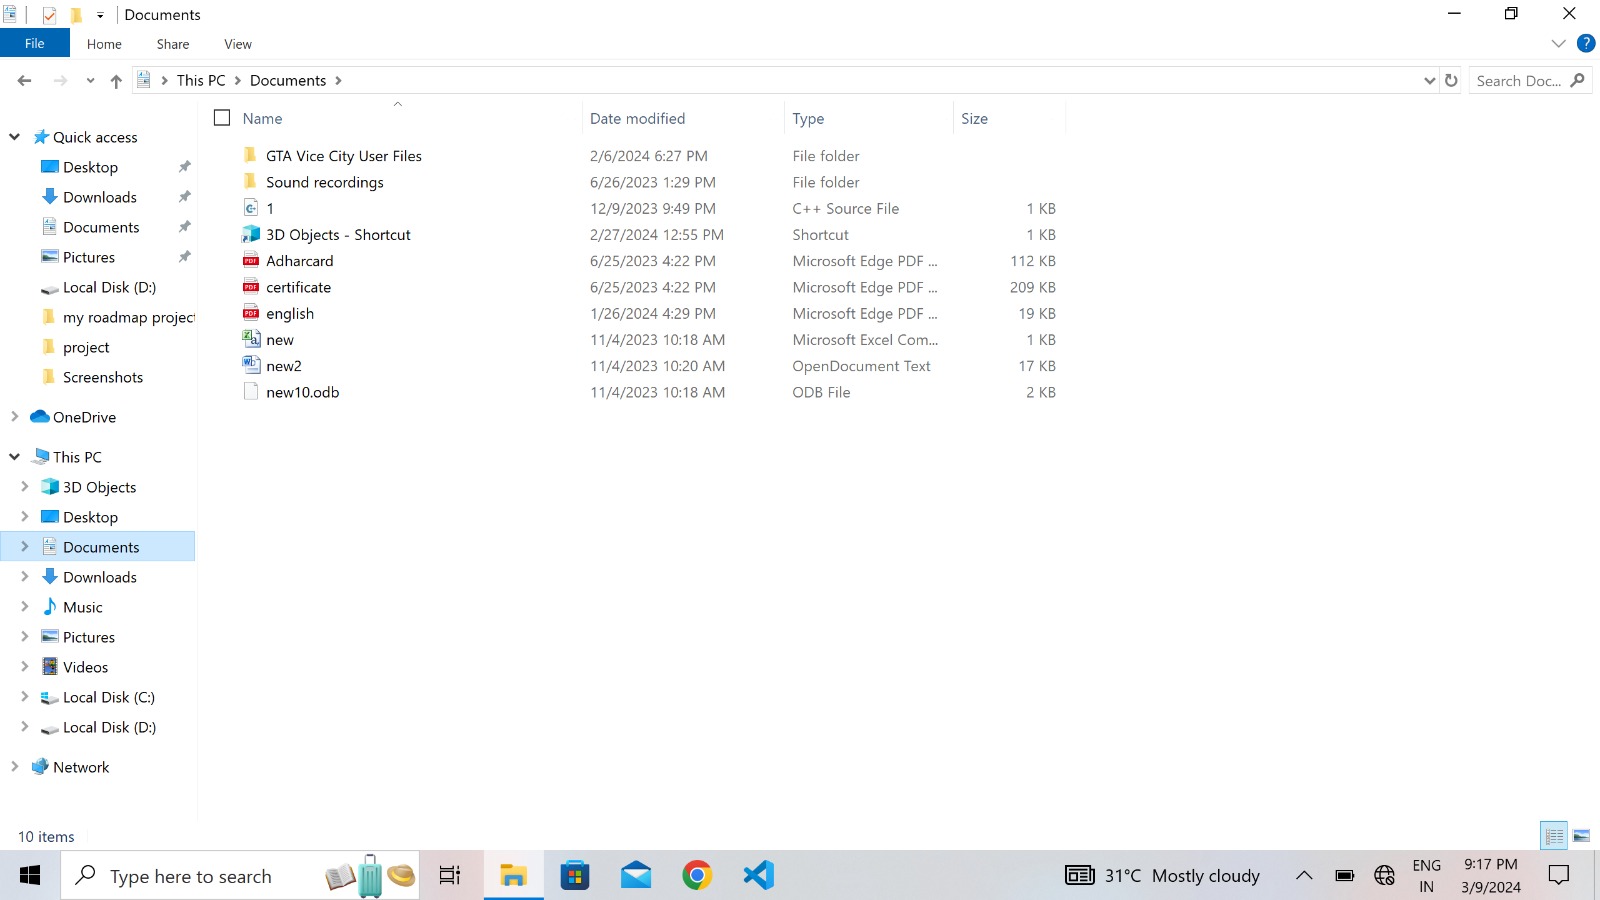 Documents
File Home Share View
This PC Documents Search Doc...
Name Date modified Type Size
Quick access
Desktop
Downloads
Documents
Pictures
Local Disk (D:)
my roadmap projec
project
Screenshots
OneDrive
This PC
3D Objects
Desktop
Documents
Downloads
Music
Pictures
Videos
Local Disk (C:)
Local Disk (D:)
Network
GTA Vice City User Files 2/6/2024 6:27 PM File folder
Sound recordings 6/26/2023 1:29 PM File folder
1 12/9/2023 9:49 PM C++ Source File 1 KB
3D Objects - Shortcut 2/27/2024 12:55 PM Shortcut 1 KB
Adharcard 6/25/2023 4:22 PM Microsoft Edge PDF ... 112 KB
certificate 6/25/2023 4:22 PM Microsoft Edge PDF ... 209 KB
english 1/26/2024 4:29 PM Microsoft Edge PDF ... 19 KB
new 11/4/2023 10:18 AM Microsoft Excel Com... 1 KB
new2 11/4/2023 10:20 AM OpenDocument Text 17 KB
new10.odb 11/4/2023 10:18 AM ODB File 2 KB
10 items
Type here to search
31°C Mostly cloudy
ENG
IN
9:17 PM
3/9/2024